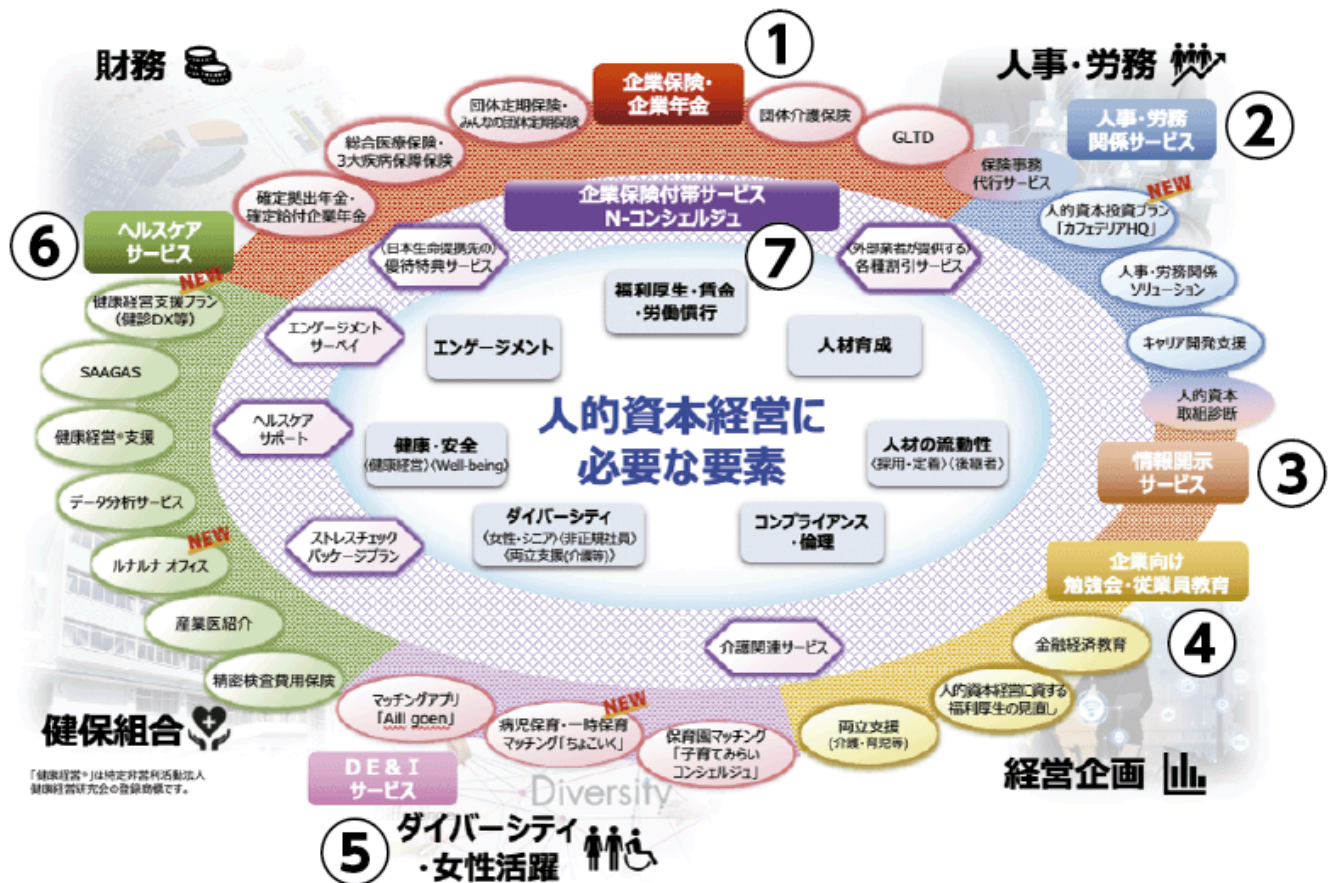 財務
①
人事・労務
企業保険・
企業年金
団体定期保険・
みんなの団体定期保険
団体介護保険
GLTD
人事・労務
関係サービス
②
総合医療保険・
3大疾病保障保険
保険事務
代行サービス
確定拠出年金・
確定給付企業年金
企業保険付帯サービス
N-コンシェルジュ
NEW
人的資本投資プラン
「カフェテリアHQ」
⑥
ヘルスケア
サービス
〈日本生命提携先の〉
優待特典サービス
⑦
〈外部業者が提供する〉
各種割引サービス
NEW
健康経営支援プラン
(健診DX等)
福利厚生・賃金
・労働慣行
人事・労務関係
ソリューション
エンゲージメント
サーベイ
エンゲージメント
人材育成
キャリア開発支援
SAAGAS
人的資本
取組診断
人的資本経営に
必要な要素
ヘルスケア
サポート
健康・安全
〈健康経営〉〈Well-being〉
人材の流動性
〈採用・定着〉〈後継者〉
健康経営®支援
情報開示
サービス
③
データ分析サービス
ダイバーシティ
〈女性・シニア〉〈非正規社員〉
〈両立支援(介護等)〉
コンプライアンス
・倫理
ストレスチェック
パッケージプラン
NEW
ルナルナ オフィス
企業向け
勉強会・従業員教育
産業医紹介
介護関連サービス
金融経済教育
④
精密検査費用保険
マッチングアプリ
「Aill goen」
NEW
病児保育・一時保育
マッチング「ちょこいく」
保育園マッチング
「子育てみらい
コンシェルジュ」
両立支援
(介護・育児等)
人的資本経営に資する
福利厚生の見直し
健保組合
「健康経営®」は特定非営利活動法人
健康経営研究会の登録商標です。
DE&I
サービス
Diversity
経営企画
⑤
ダイバーシティ
・女性活躍